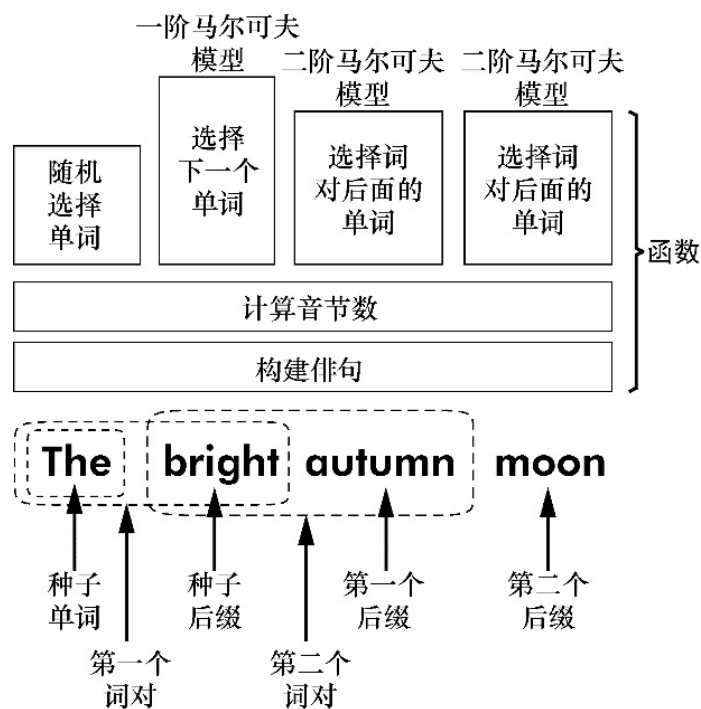 一阶马尔可夫
模型
二阶马尔可夫
模型
二阶马尔可夫
模型
随机
选择
单词
选择
下一个
单词
选择词
对后面的
单词
选择词
对后面的
单词
函数
计算音节数
构建俳句
The bright autumn moon
种子
单词
种子
后缀
第一个
后缀
第二个
后缀
第一个
词对
第二个
词对